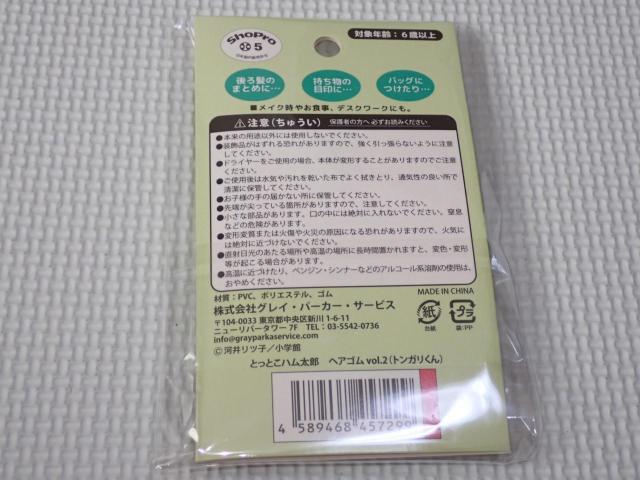 ShoPro
5
対象年齢：6歳以上
後ろ髪の
まとめに…
持ち物の
目印に…
バッグに
つけたり…
■メイク時やお食事、デスクワークにも。
注意（ちゅうい） 保護者の方へ 必ずお読みください
●本来の用途以外には使用しないでください。
●装飾品がはずれる恐れがありますので、強く引っ張らないように注意
してください。
●ドライヤーをご使用の場合、本体が変形することがありますのでご注意
ください。
●ご使用後は水気や汚れを乾いた布でよく拭きとり、通気性の良い所で
清潔に保管してください。
●お子様の手の届かない所に保管してください。
●先端が尖っている箇所がありますので、注意してください。
●小さな部品があります。口の中には絶対に入れないでください。窒息
などの危険があります。
●変形変質または火傷や火災の原因になる恐れがありますので、火気に
は絶対に近づけないでください。
●直射日光のあたる場所や高温の場所に長時間置かれますと、変色・変形
等が起こる場合があります。
●高温に近づけたり、ベンジン・シンナーなどのアルコール系溶剤の使用は、
おやめください。
材質：PVC、ポリエステル、ゴム
MADE IN CHINA
株式会社グレイ・パーカー・サービス
〒104-0033 東京都中央区新川 1-6-11
ニューリバータワー 7F TEL：03-5542-0736
info@grayparkaservice.com
紙
台紙
プラ
袋:PP
©河井リツ子／小学館
とっとこハム太郎 ヘアゴム vol.2（トンガリくん）
4 589468 457299